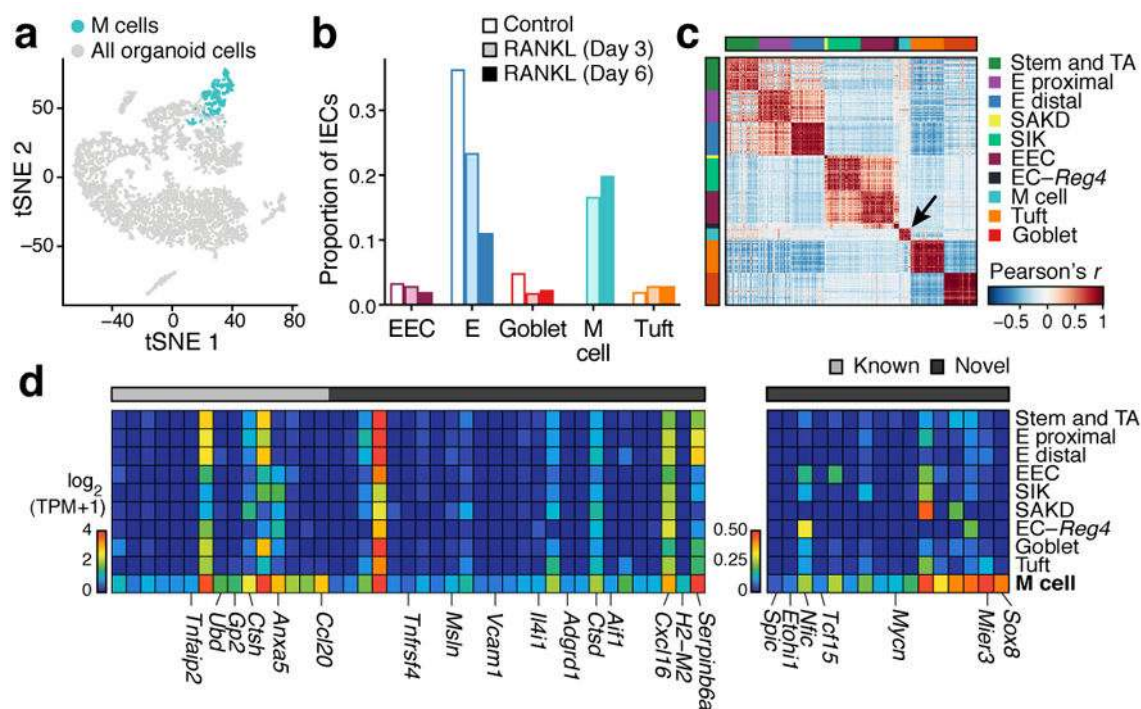 a
M cells
All organoid cells
50
0
−50
tSNE 2
−40
0
40
80
tSNE 1
b
Control
RANKL (Day 3)
RANKL (Day 6)
Proportion of IECs
0.3
0.2
0.1
0.0
EEC
E
Goblet
M
cell
Tuft
c
Stem and TA
E proximal
E distal
SAKD
SIK
EEC
EC−Reg4
M cell
Tuft
Goblet
Pearson's r
−0.5
0
0.5
1
d
Known
Novel
log2
(TPM+1)
4
2
0
Tnfaip2
Ubd
Gp2
Ctsh
Anxa5
Ccl20
Tnfrsf4
Msln
Vcam1
Il4i1
Adgrd1
Ctsd
Aif1
Cxcl16
H2−M2
Serpinb6a
0.50
0.25
0
Stem and TA
E proximal
E distal
EEC
SIK
SAKD
EC−Reg4
Goblet
Tuft
M cell
Spic
Etohi1
Nfic
Tcf15
Mycn
Mier3
Sox8